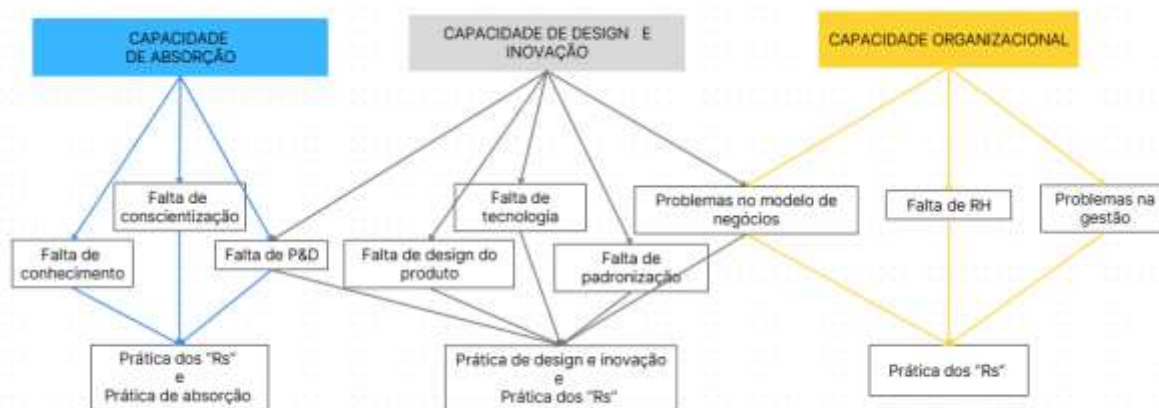 CAPACIDADE
DE ABSORÇÃO
CAPACIDADE DE DESIGN E
INOVAÇÃO
CAPACIDADE ORGANIZACIONAL
Falta de
conscientização
Falta de
tecnologia
Problemas no modelo de
negócios
Falta de RH
Problemas na
gestão
Falta de
conhecimento
Falta de P&D
Falta de design do
produto
Falta de
padronização
Prática dos "Rs"
e
Prática de absorção
Prática de design e inovação
e
Prática dos "Rs"
Prática dos "Rs"